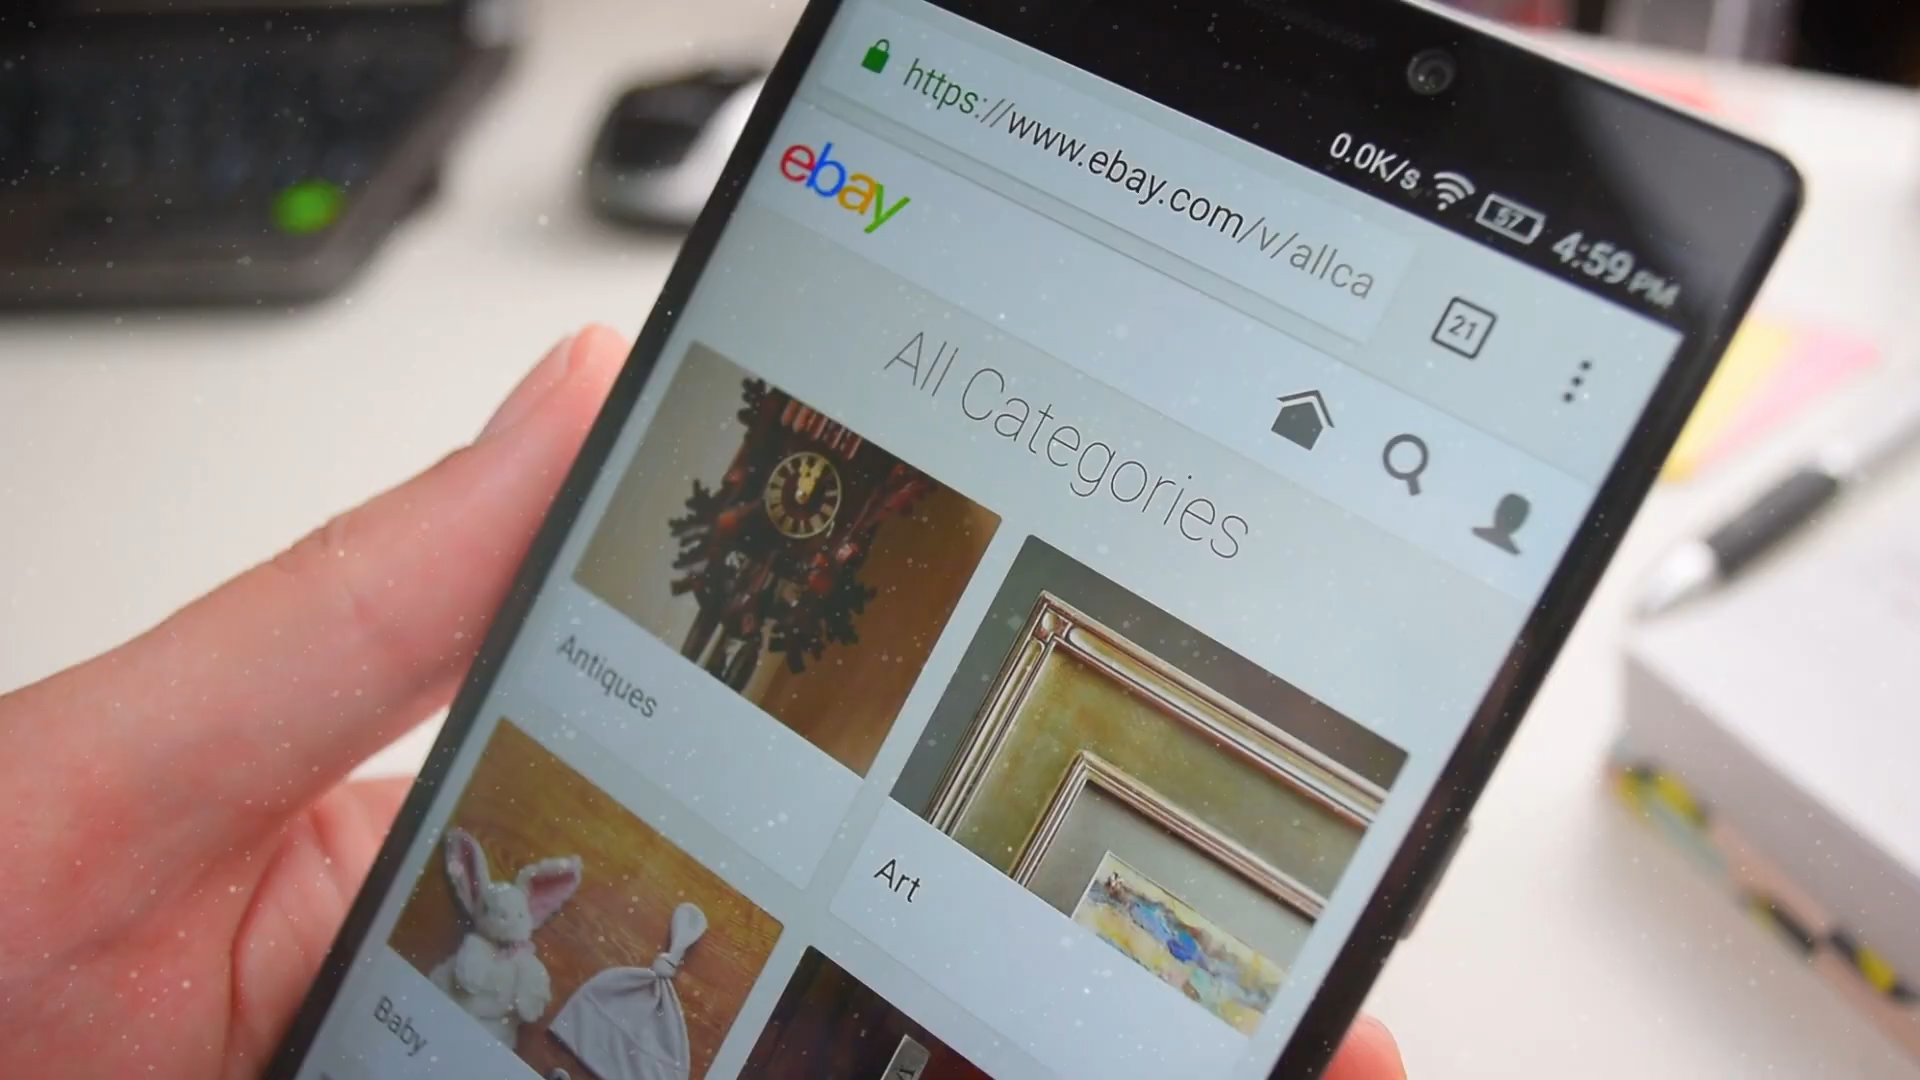 0.0K/s 57 4:59 PM
https://www.ebay.com/v/allca
21
ebay
All Categories
Antiques
Art
Baby